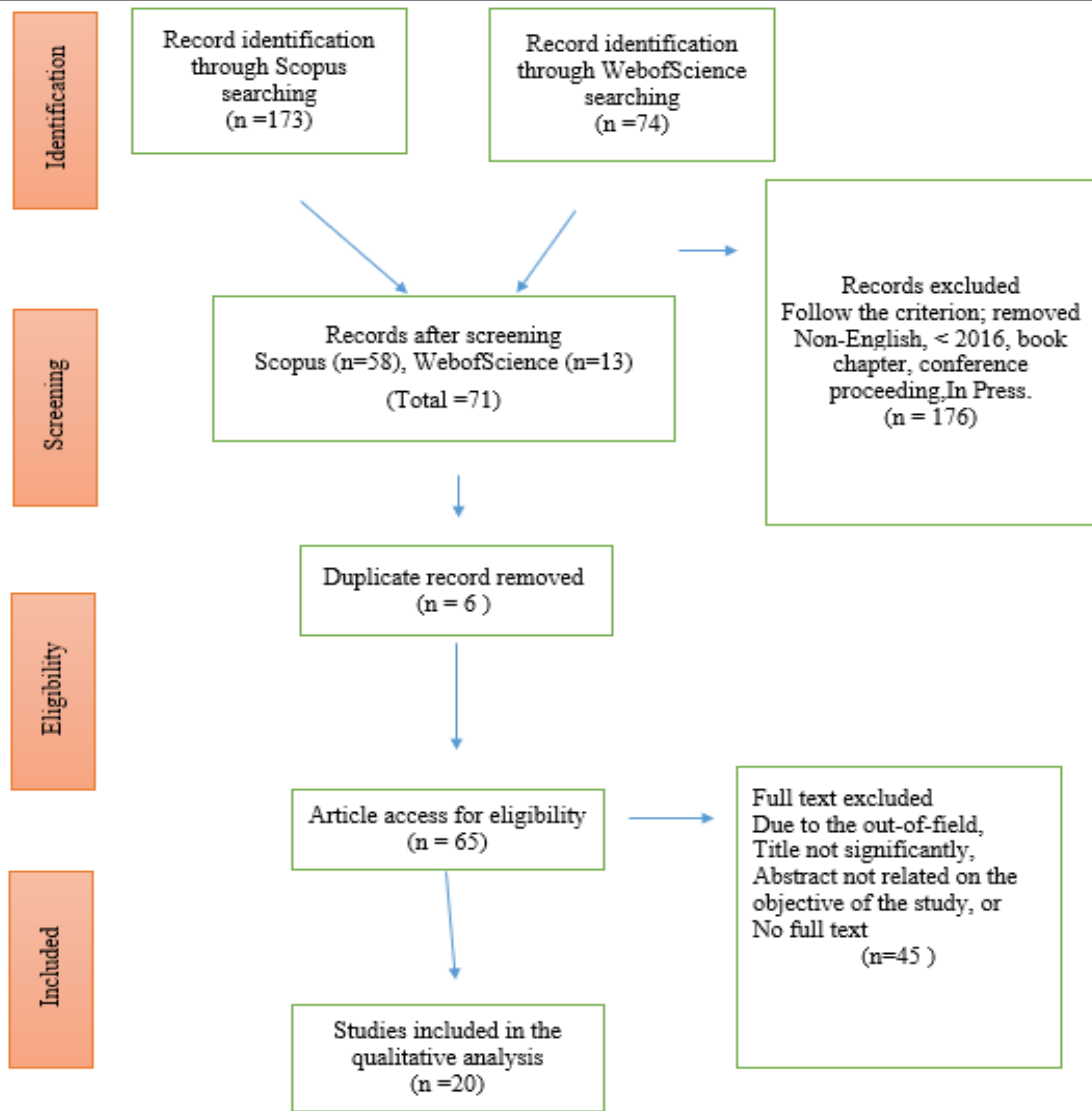 Identification
Record identification
through Scopus
searching
(n =173)
Record identification
through WebofScience
searching
(n =74)
Records excluded
Follow the criterion; removed
Non-English, < 2016, book
chapter, conference
proceeding,In Press.
(n = 176)
Screening
Records after screening
Scopus (n=58), WebofScience (n=13)
(Total =71)
Duplicate record removed
(n = 6 )
Eligibility
Article access for eligibility
(n = 65)
Full text excluded
Due to the out-of-field,
Title not significantly,
Abstract not related on the
objective of the study, or
No full text
(n=45 )
Included
Studies included in the
qualitative analysis
(n =20)